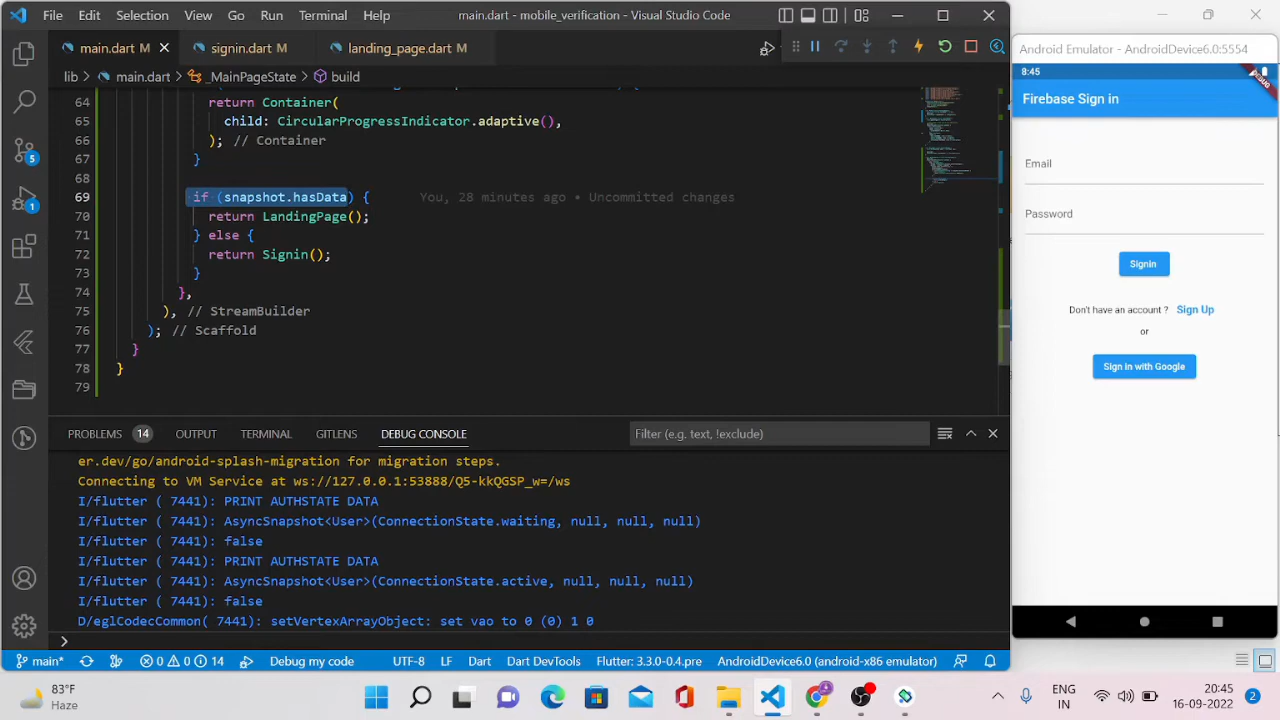 File Edit Selection View Go Run Terminal Help main.dart - mobile_verification - Visual Studio Code
main.dart M signin.dart M landing_page.dart M
lib > main.dart > _MainPageState > build
64 return Container(
65 child: CircularProgressIndicator.adaptive(),
66 ); Container
67 }
68
69 if (snapshot.hasData) { You, 28 minutes ago • Uncommitted changes
70 return LandingPage();
71 } else {
72 return Signin();
73 }
74 },
75 ), // StreamBuilder
76 ); // Scaffold
77 }
78 }
79
PROBLEMS 14 OUTPUT TERMINAL GITLENS DEBUG CONSOLE Filter (e.g. text, !exclude)
er.dev/go/android-splash-migration for migration steps.
Connecting to VM Service at ws://127.0.0.1:53888/Q5-kkQGSP_w=/ws
I/flutter ( 7441): PRINT AUTHSTATE DATA
I/flutter ( 7441): AsyncSnapshot<User>(ConnectionState.waiting, null, null, null)
I/flutter ( 7441): false
I/flutter ( 7441): PRINT AUTHSTATE DATA
I/flutter ( 7441): AsyncSnapshot<User>(ConnectionState.active, null, null, null)
I/flutter ( 7441): false
D/eglCodecCommon( 7441): setVertexArrayObject: set vao to 0 (0) 1 0
>
5
1
main* 0 0 14 Debug my code UTF-8 LF Dart Dart DevTools Flutter: 3.3.0-0.4.pre AndroidDevice6.0 (android-x86 emulator)
Android Emulator - AndroidDevice6.0:5554
8:45
DEBUG
Firebase Sign in
Email
Password
Signin
Don't have an account ? Sign Up
or
Sign in with Google
83°F
Haze
ENG
IN
20:45
16-09-2022
2